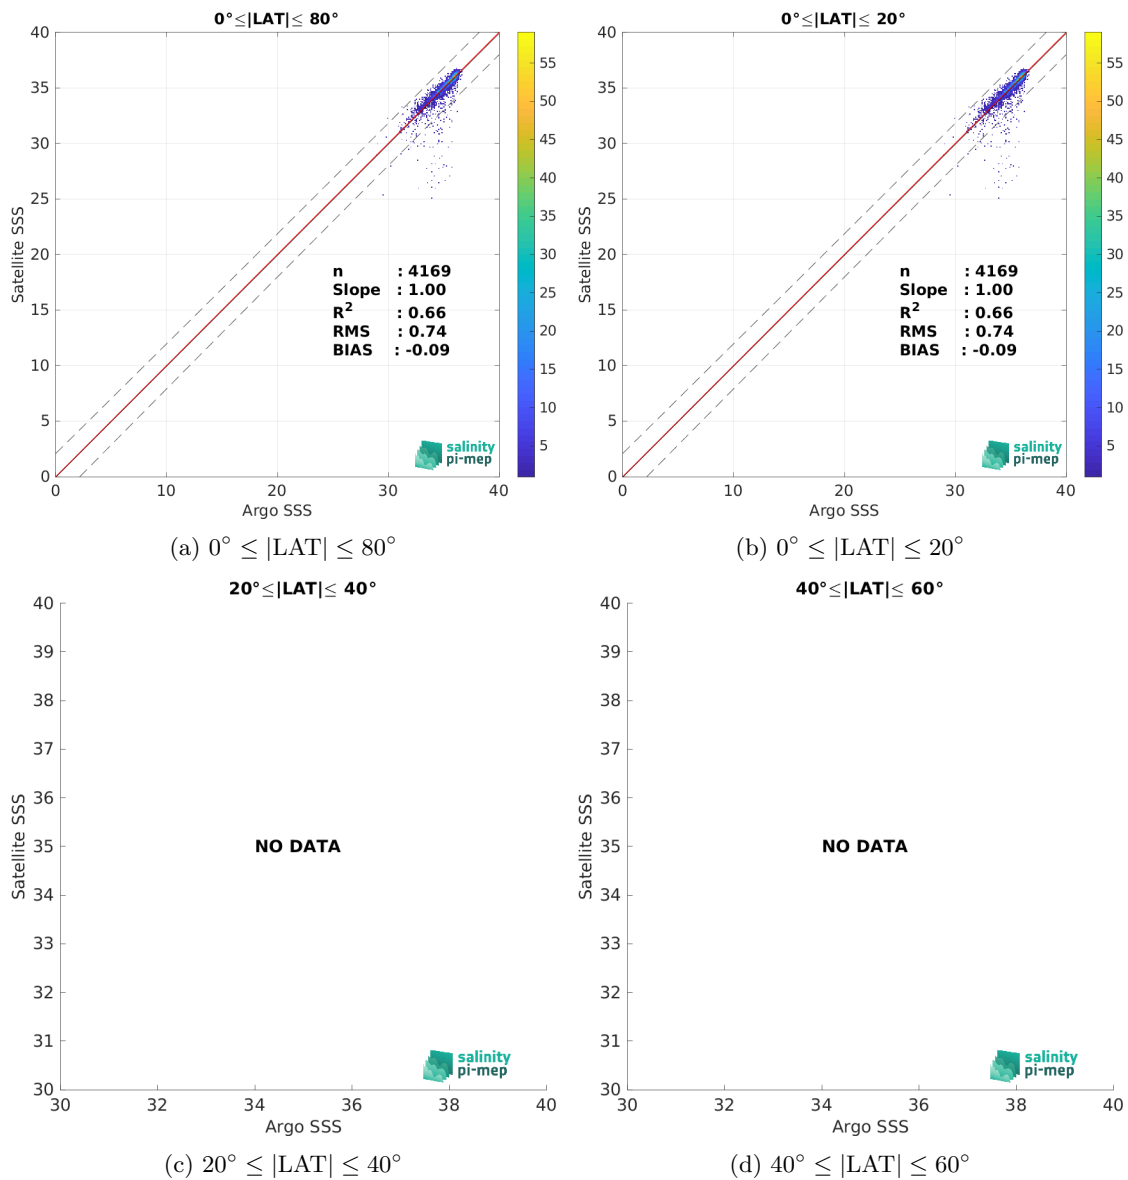 0°≤|LAT|≤ 80°
40
35
30
25
20
15
10
5
0
0
10
20
30
40
Satellite SSS
Argo SSS
n : 4169
Slope : 1.00
R² : 0.66
RMS : 0.74
BIAS : -0.09
salinity
pi-mep
55
50
45
40
35
30
25
20
15
10
5
(a) 0° ≤ |LAT| ≤ 80°
0°≤|LAT|≤ 20°
40
35
30
25
20
15
10
5
0
0
10
20
30
40
Satellite SSS
Argo SSS
n : 4169
Slope : 1.00
R² : 0.66
RMS : 0.74
BIAS : -0.09
salinity
pi-mep
55
50
45
40
35
30
25
20
15
10
5
(b) 0° ≤ |LAT| ≤ 20°
20°≤|LAT|≤ 40°
40
39
38
37
36
35
34
33
32
31
30
30
32
34
36
38
40
Satellite SSS
Argo SSS
NO DATA
salinity
pi-mep
(c) 20° ≤ |LAT| ≤ 40°
40°≤|LAT|≤ 60°
40
39
38
37
36
35
34
33
32
31
30
30
32
34
36
38
40
Satellite SSS
Argo SSS
NO DATA
salinity
pi-mep
(d) 40° ≤ |LAT| ≤ 60°